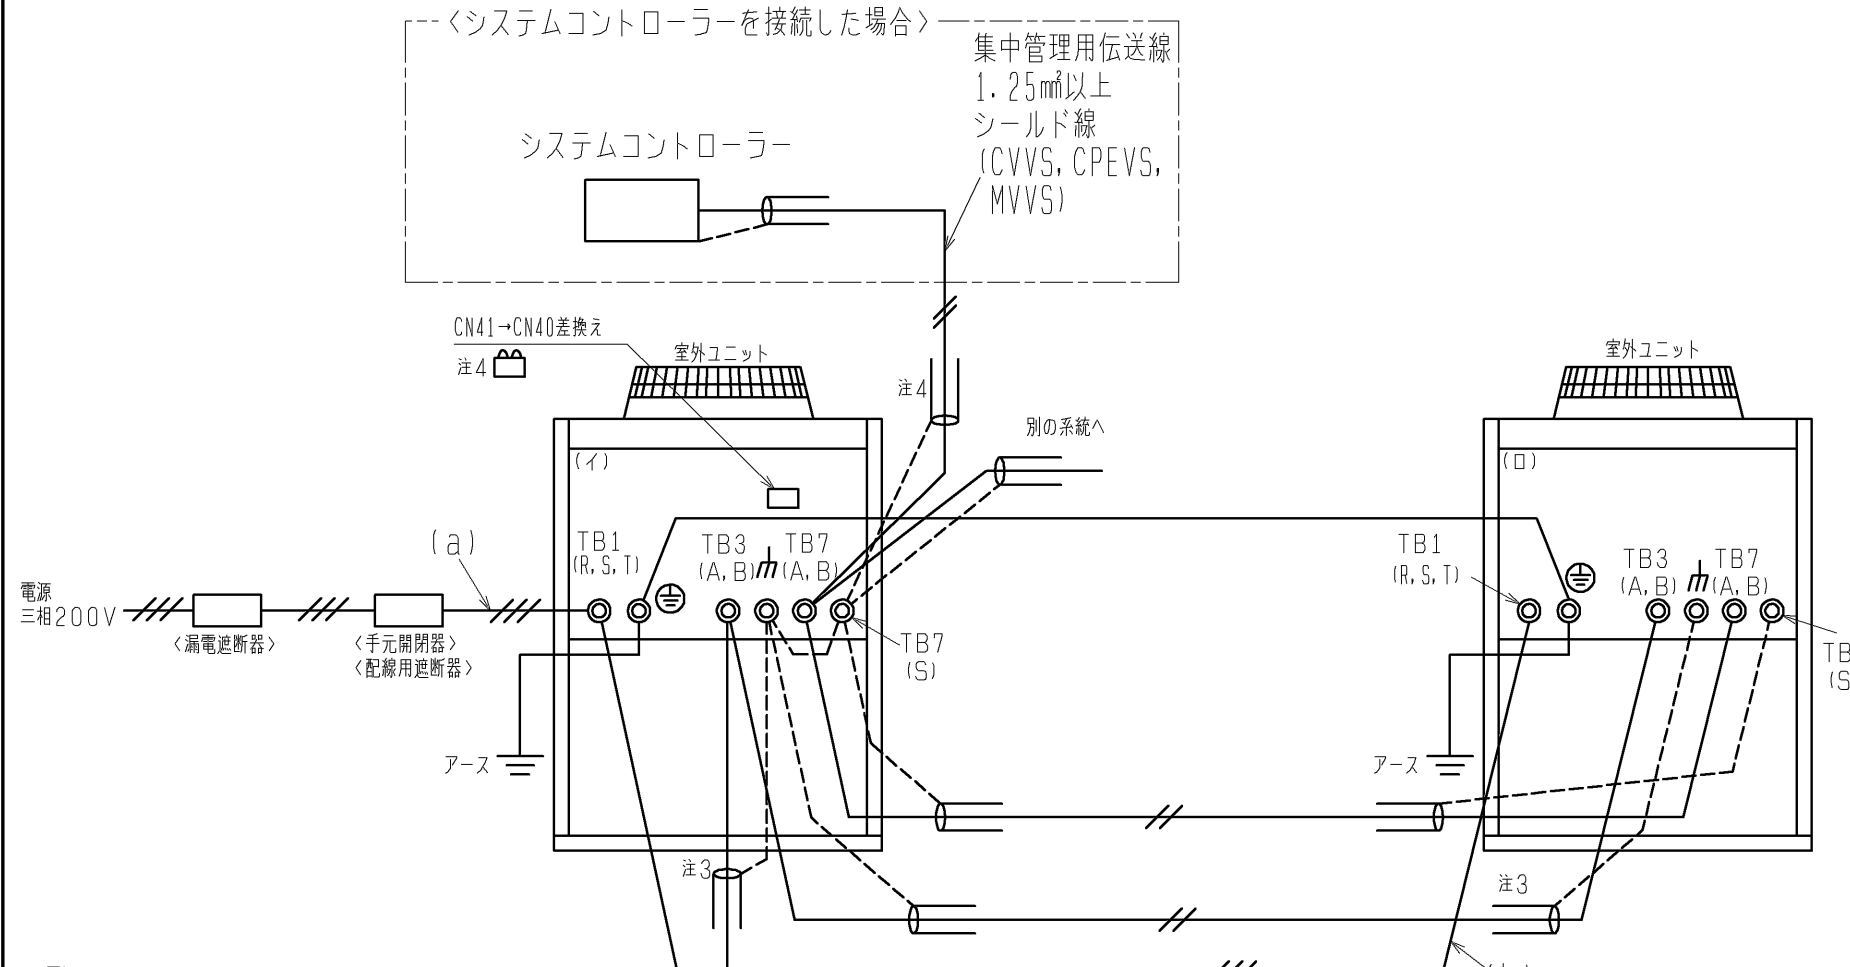 〈システムコントローラーを接続した場合〉
集中管理用伝送線
1.25㎟以上
シールド線
(CVVS,CPEVS,
MVVS)
システムコントローラー
CN41→CN40差換え
注4
室外ユニット
注4
別の系統へ
室外ユニット
(イ)
(ロ)
(a)
TB1
(R,S,T)
TB3
(A,B)
TB7
(A,B)
TB1
(R,S,T)
TB3
(A,B)
TB7
(A,B)
電源
三相200V
〈漏電遮断器〉
〈手元開閉器〉
〈配線用遮断器〉
TB7
(S)
TB
(S
アース
アース
注3
注3